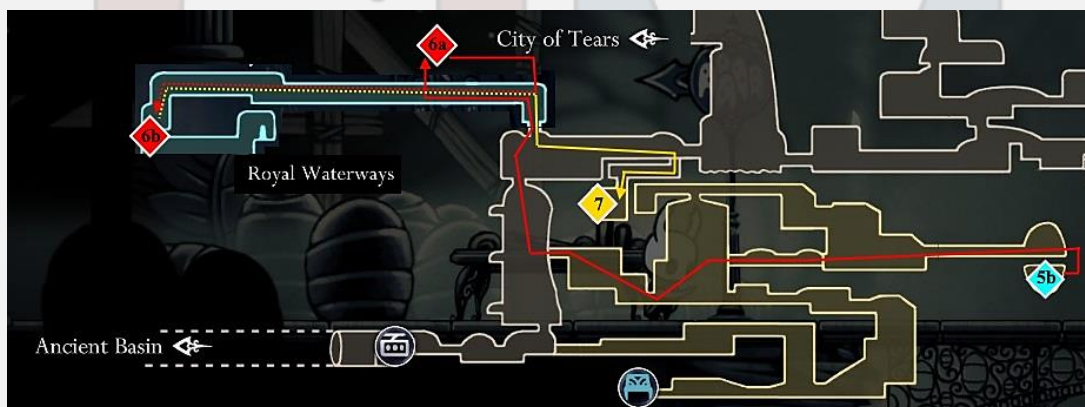 6a
City of Tears
6b
Royal Waterways
7
5b
Ancient Basin